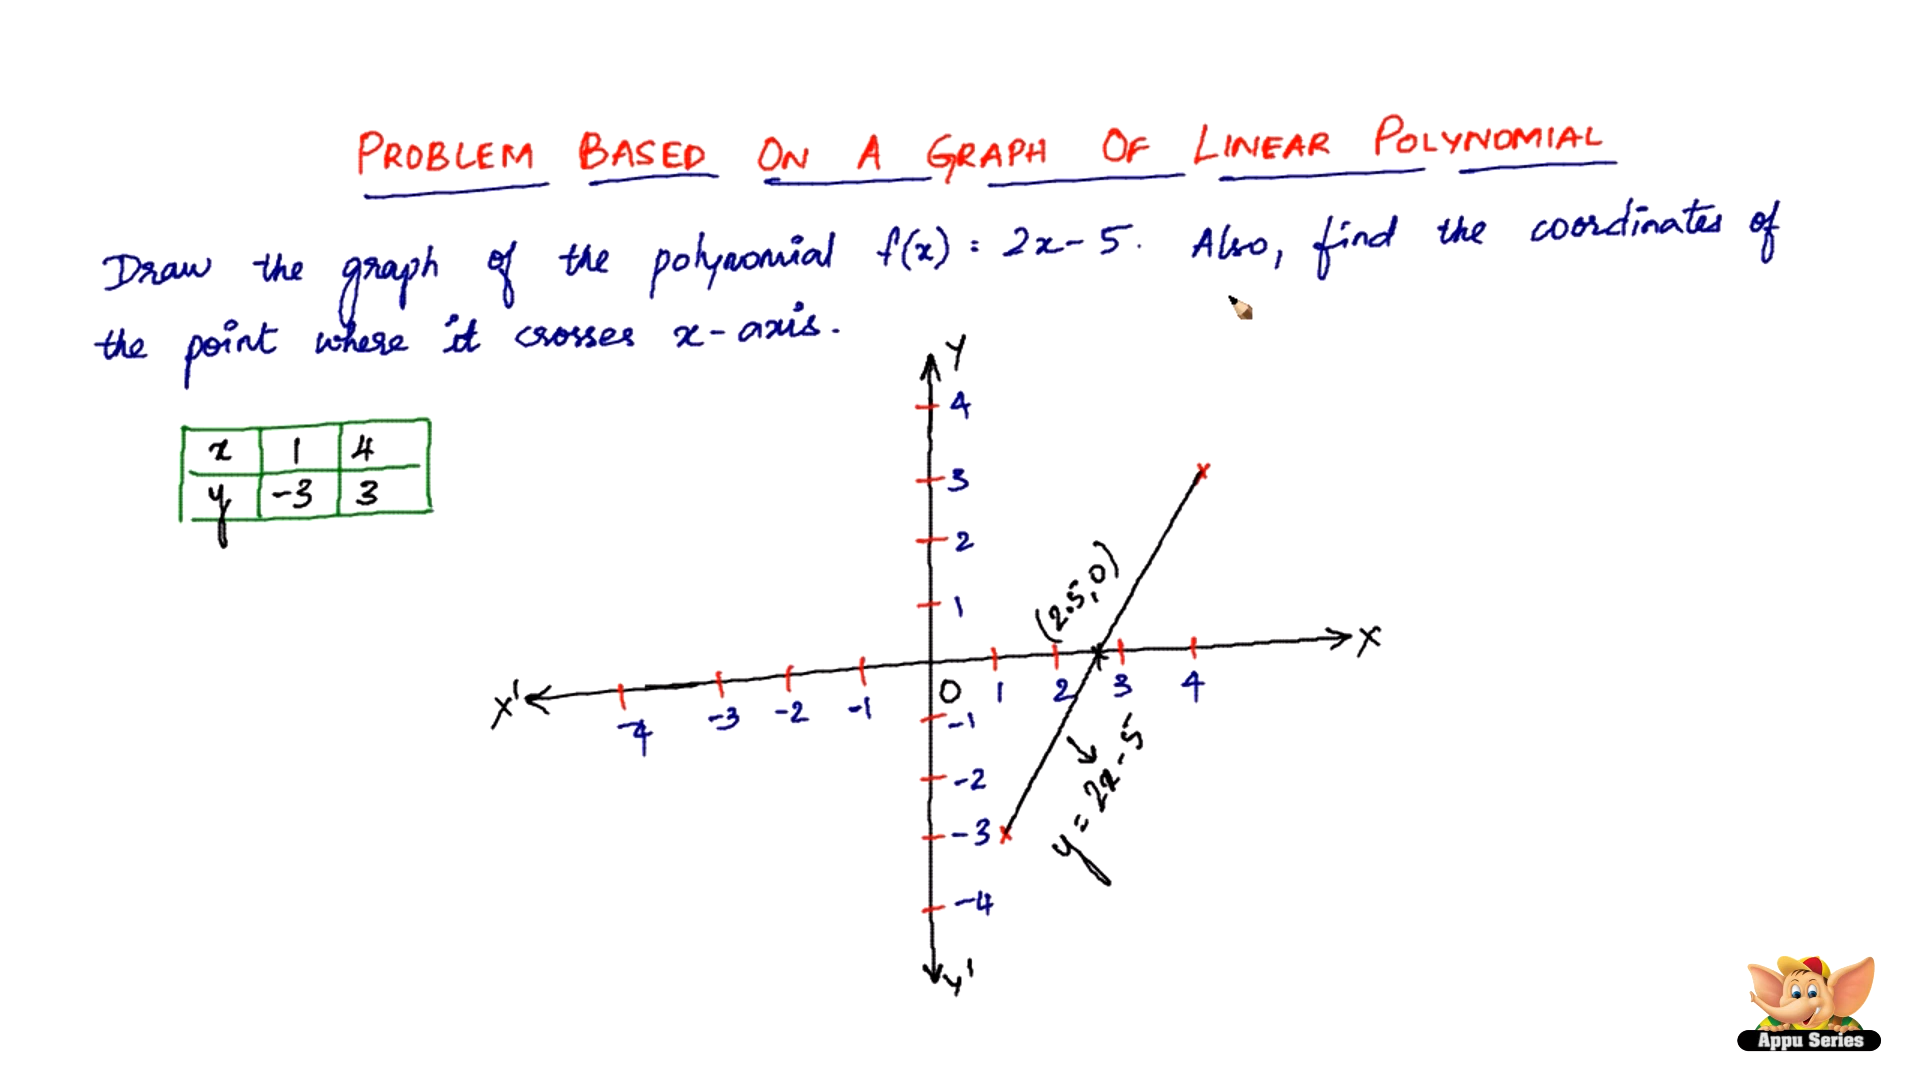 PROBLEM BASED ON A GRAPH OF LINEAR POLYNOMIAL
Draw the graph of the polynomial f(x) = 2x - 5. Also, find the coordinates of
the point where it crosses x-axis.
x 1 4
y -3 3
Y
4
3
2
1
(2.5, 0)
X' -4 -3 -2 -1 0 1 2 3 4 X
-1
-2
-3
-4
y = 2x - 5
Y'
Appu Series